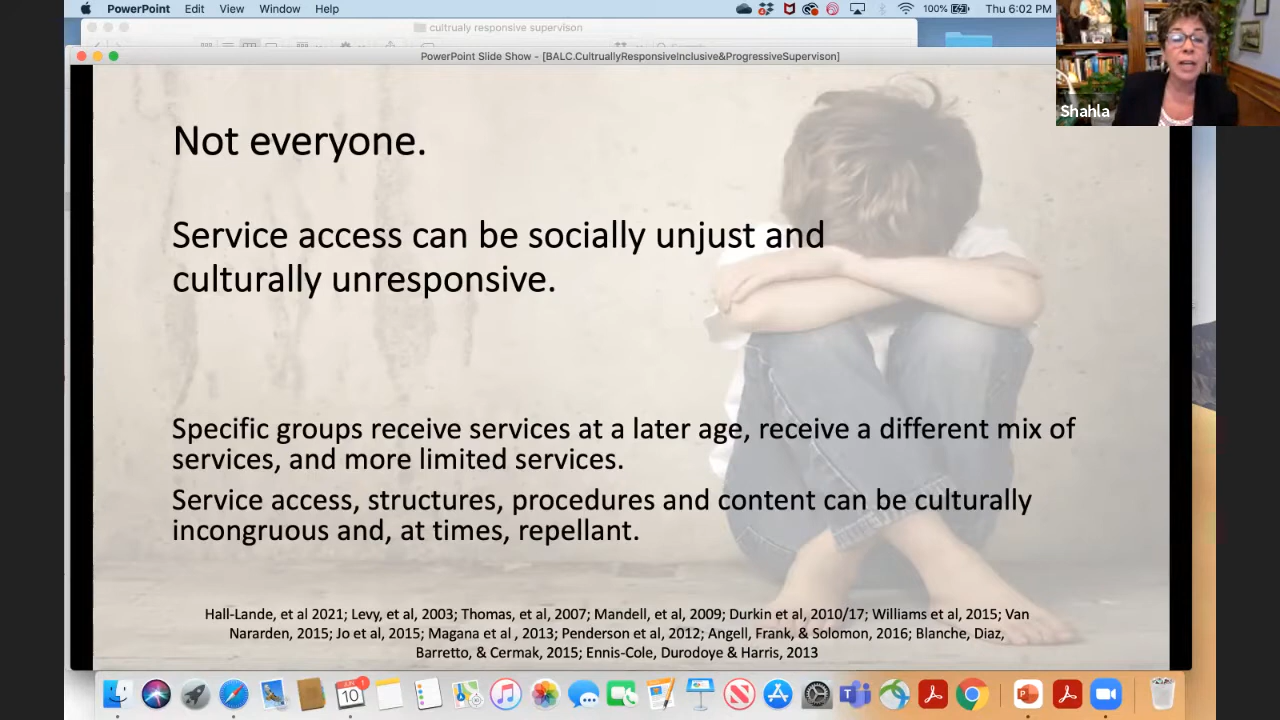 PowerPoint Edit View Window Help 100% Thu 6:02 PM
cultrualy responsive supervison
PowerPoint Slide Show - [BALC.CultrualllyResponsiveInclusive&ProgressiveSupervison]
Shahla
Not everyone.
Service access can be socially unjust and
culturally unresponsive.
Specific groups receive services at a later age, receive a different mix of
services, and more limited services.
Service access, structures, procedures and content can be culturally
incongruous and, at times, repellant.
Hall-Lande, et al 2021; Levy, et al, 2003; Thomas, et al, 2007; Mandell, et al, 2009; Durkin et al, 2010/17; Williams et al, 2015; Van
Nararden, 2015; Jo et al, 2015; Magana et al , 2013; Penderson et al, 2012; Angell, Frank, & Solomon, 2016; Blanche, Diaz,
Barretto, & Cermak, 2015; Ennis-Cole, Durodoye & Harris, 2013
JUN
10